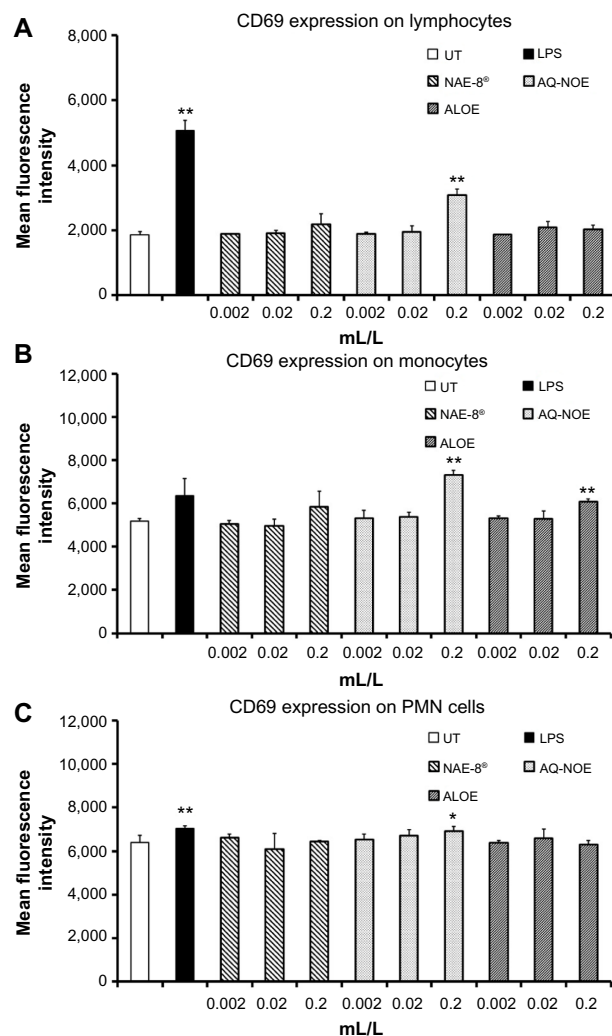 A
CD69 expression on lymphocytes
UT
LPS
NAE-8®
AQ-NOE
ALOE
Mean fluorescence
intensity
8,000
6,000
4,000
2,000
0
**
**
0.002 0.02 0.2 0.002 0.02 0.2 0.002 0.02 0.2
mL/L
B
CD69 expression on monocytes
UT
LPS
NAE-8®
AQ-NOE
ALOE
Mean fluorescence
intensity
12,000
10,000
8,000
6,000
4,000
2,000
0
**
**
0.002 0.02 0.2 0.002 0.02 0.2 0.002 0.02 0.2
mL/L
C
CD69 expression on PMN cells
UT
LPS
NAE-8®
AQ-NOE
ALOE
Mean fluorescence
intensity
12,000
10,000
8,000
6,000
4,000
2,000
0
**
*
0.002 0.02 0.2 0.002 0.02 0.2 0.002 0.02 0.2
mL/L